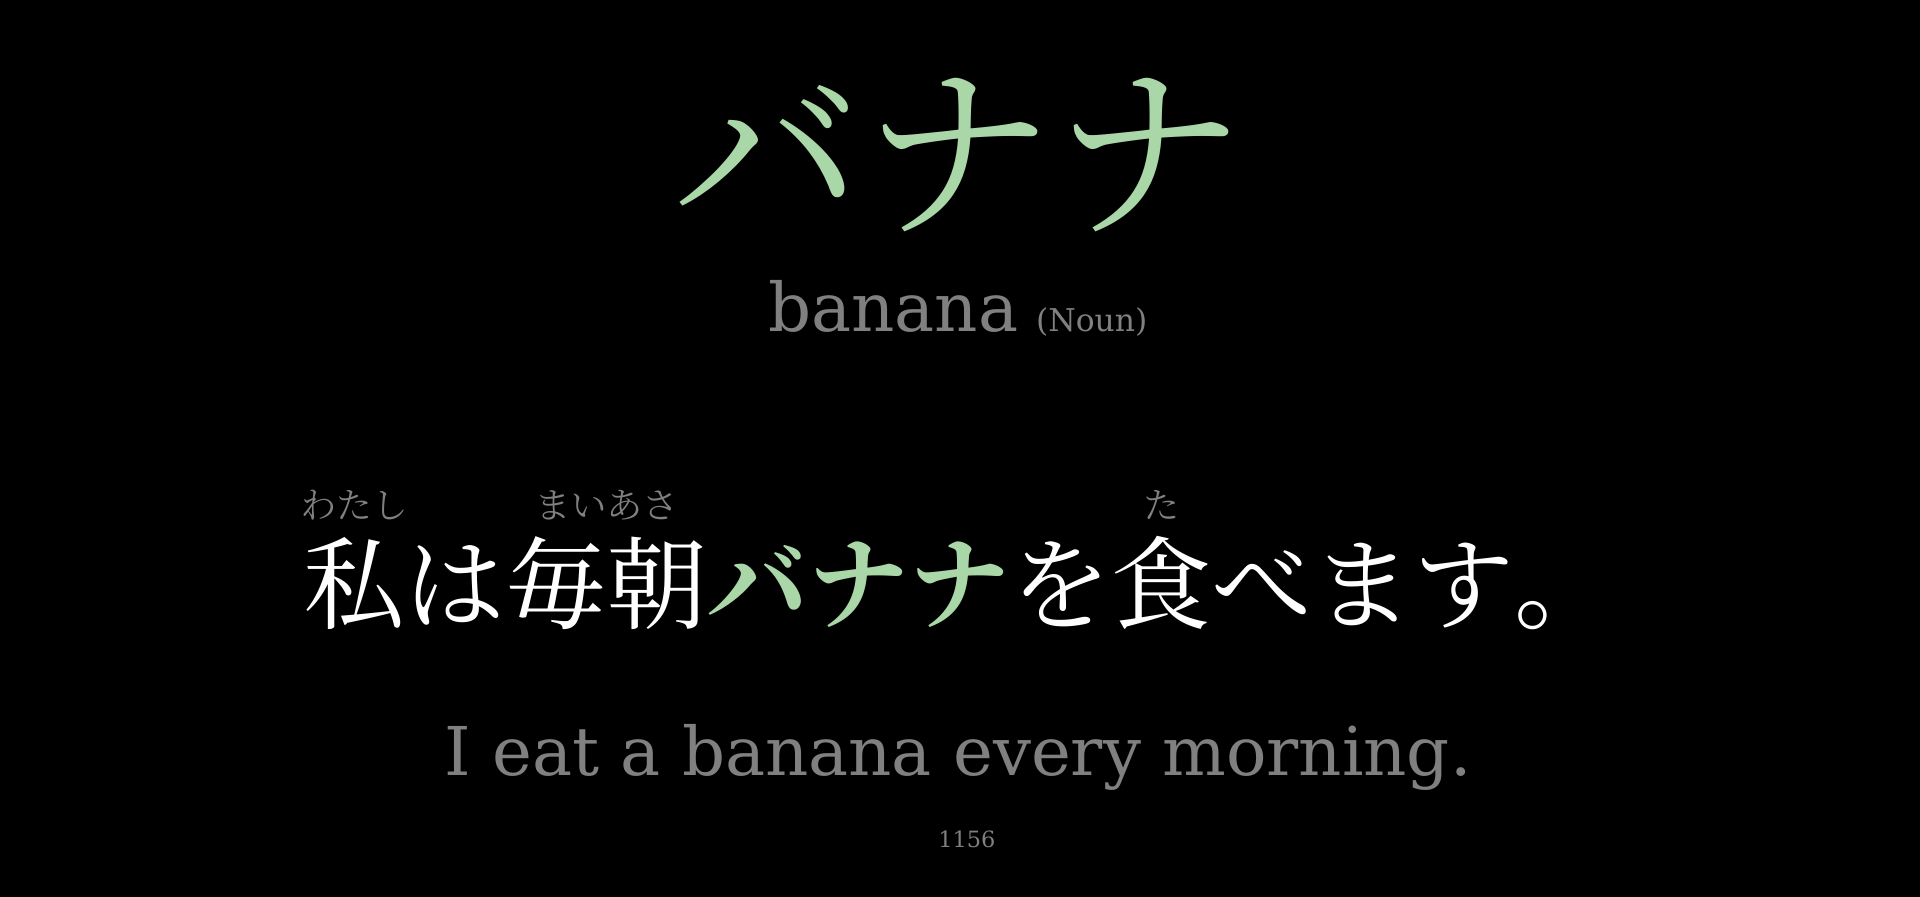 バナナ
banana (Noun)
わたし まいあさ た
私は毎朝バナナを食べます。
I eat a banana every morning.
1156